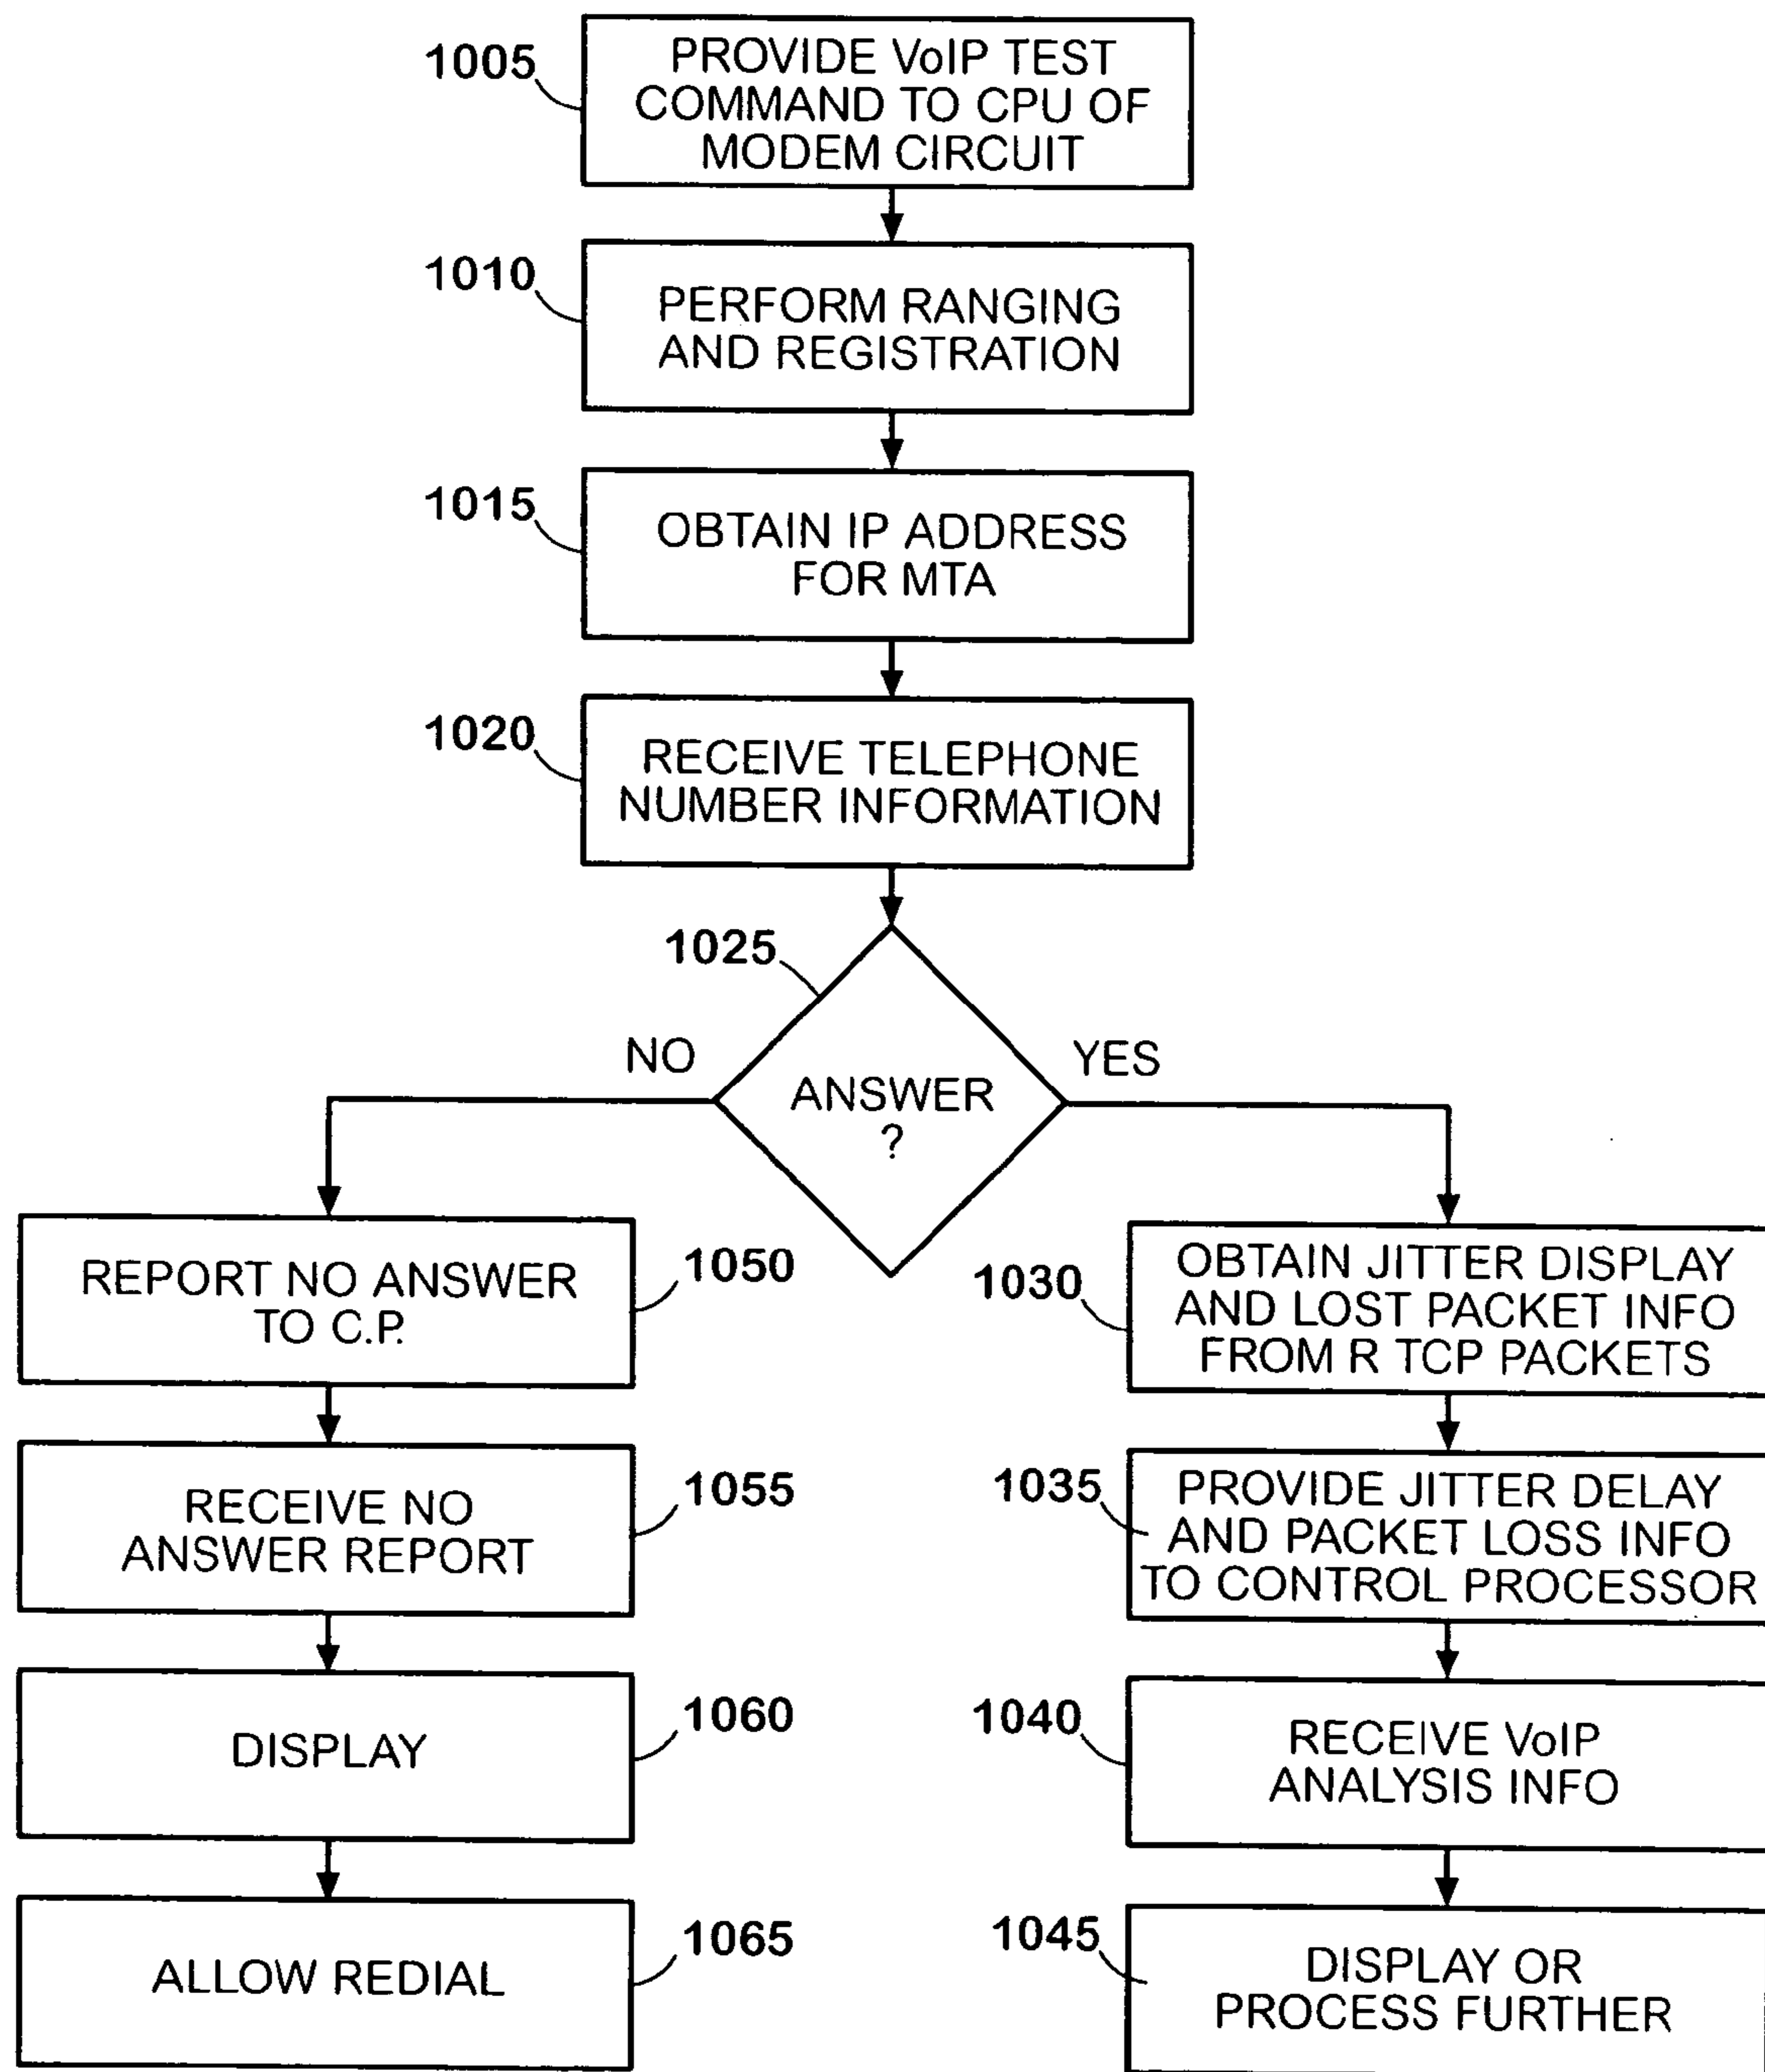 1005
PROVIDE VoIP TEST
COMMAND TO CPU OF
MODEM CIRCUIT
1010
PERFORM RANGING
AND REGISTRATION
1015
OBTAIN IP ADDRESS
FOR MTA
1020
RECEIVE TELEPHONE
NUMBER INFORMATION
1025
NO
YES
ANSWER
?
REPORT NO ANSWER
TO C.P.
1050
RECEIVE NO
ANSWER REPORT
1055
DISPLAY
1060
ALLOW REDIAL
1065
1030
OBTAIN JITTER DISPLAY
AND LOST PACKET INFO
FROM R TCP PACKETS
1035
PROVIDE JITTER DELAY
AND PACKET LOSS INFO
TO CONTROL PROCESSOR
1040
RECEIVE VoIP
ANALYSIS INFO
1045
DISPLAY OR
PROCESS FURTHER